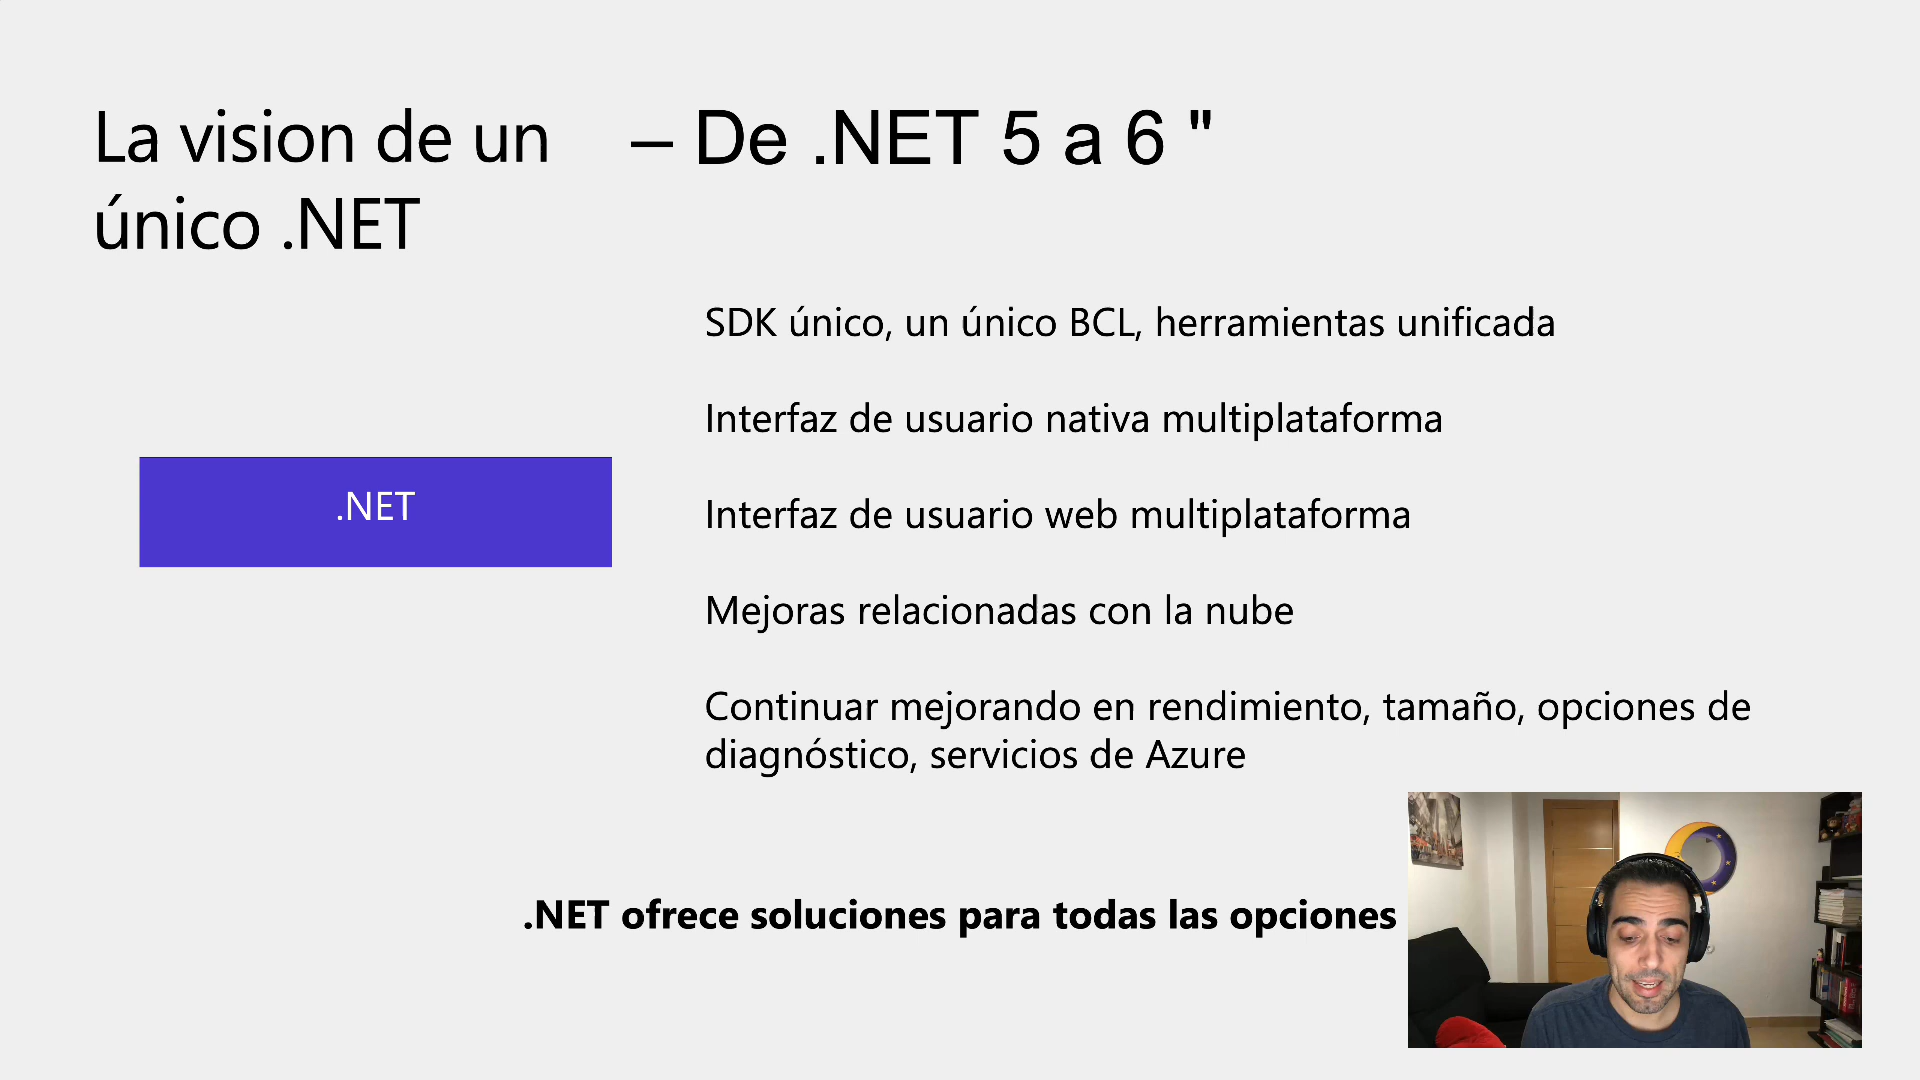 La vision de un
único .NET
– De .NET 5 a 6 "
.NET
SDK único, un único BCL, herramientas unificada
Interfaz de usuario nativa multiplataforma
Interfaz de usuario web multiplataforma
Mejoras relacionadas con la nube
Continuar mejorando en rendimiento, tamaño, opciones de
diagnóstico, servicios de Azure
.NET ofrece soluciones para todas las opciones